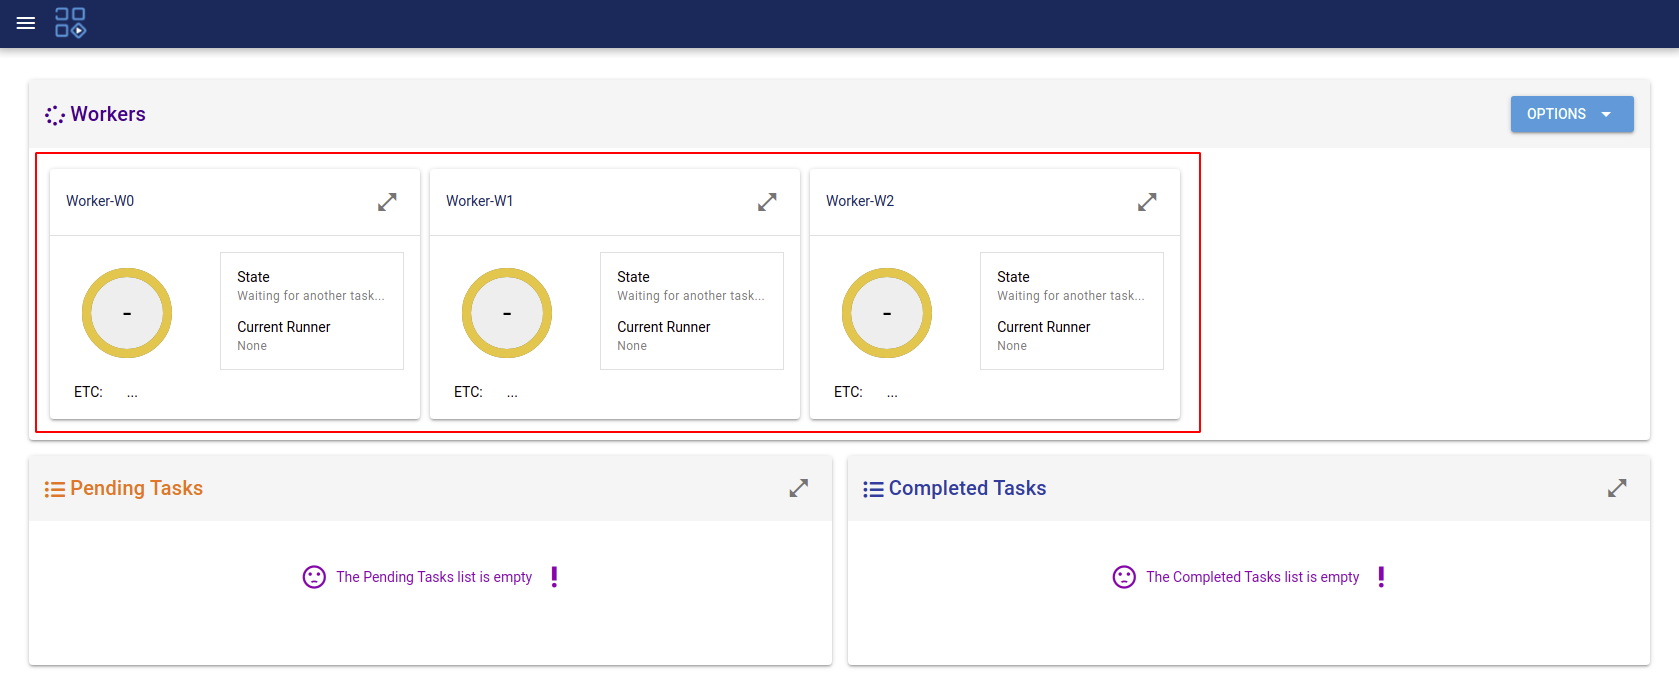 Workers
OPTIONS
Worker-W0
State
Waiting for another task...
Current Runner
None
-
ETC: ...
Worker-W1
State
Waiting for another task...
Current Runner
None
-
ETC: ...
Worker-W2
State
Waiting for another task...
Current Runner
None
-
ETC: ...
Pending Tasks
The Pending Tasks list is empty !
Completed Tasks
The Completed Tasks list is empty !